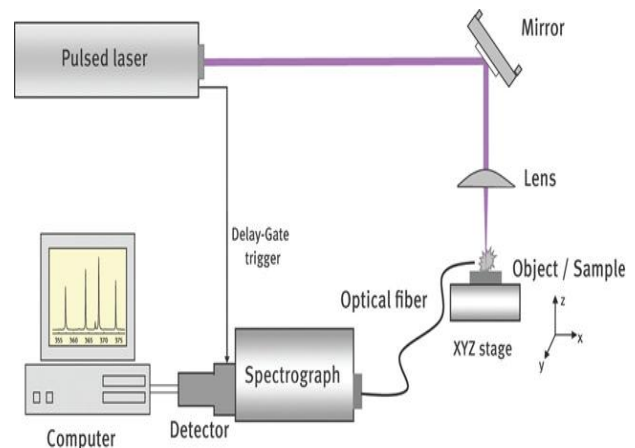 Mirror
Pulsed laser
Lens
Delay-Gate
trigger
Object / Sample
Optical fiber
z
x
y
XYZ stage
355 360 365 370 375
Spectrograph
Detector
Computer